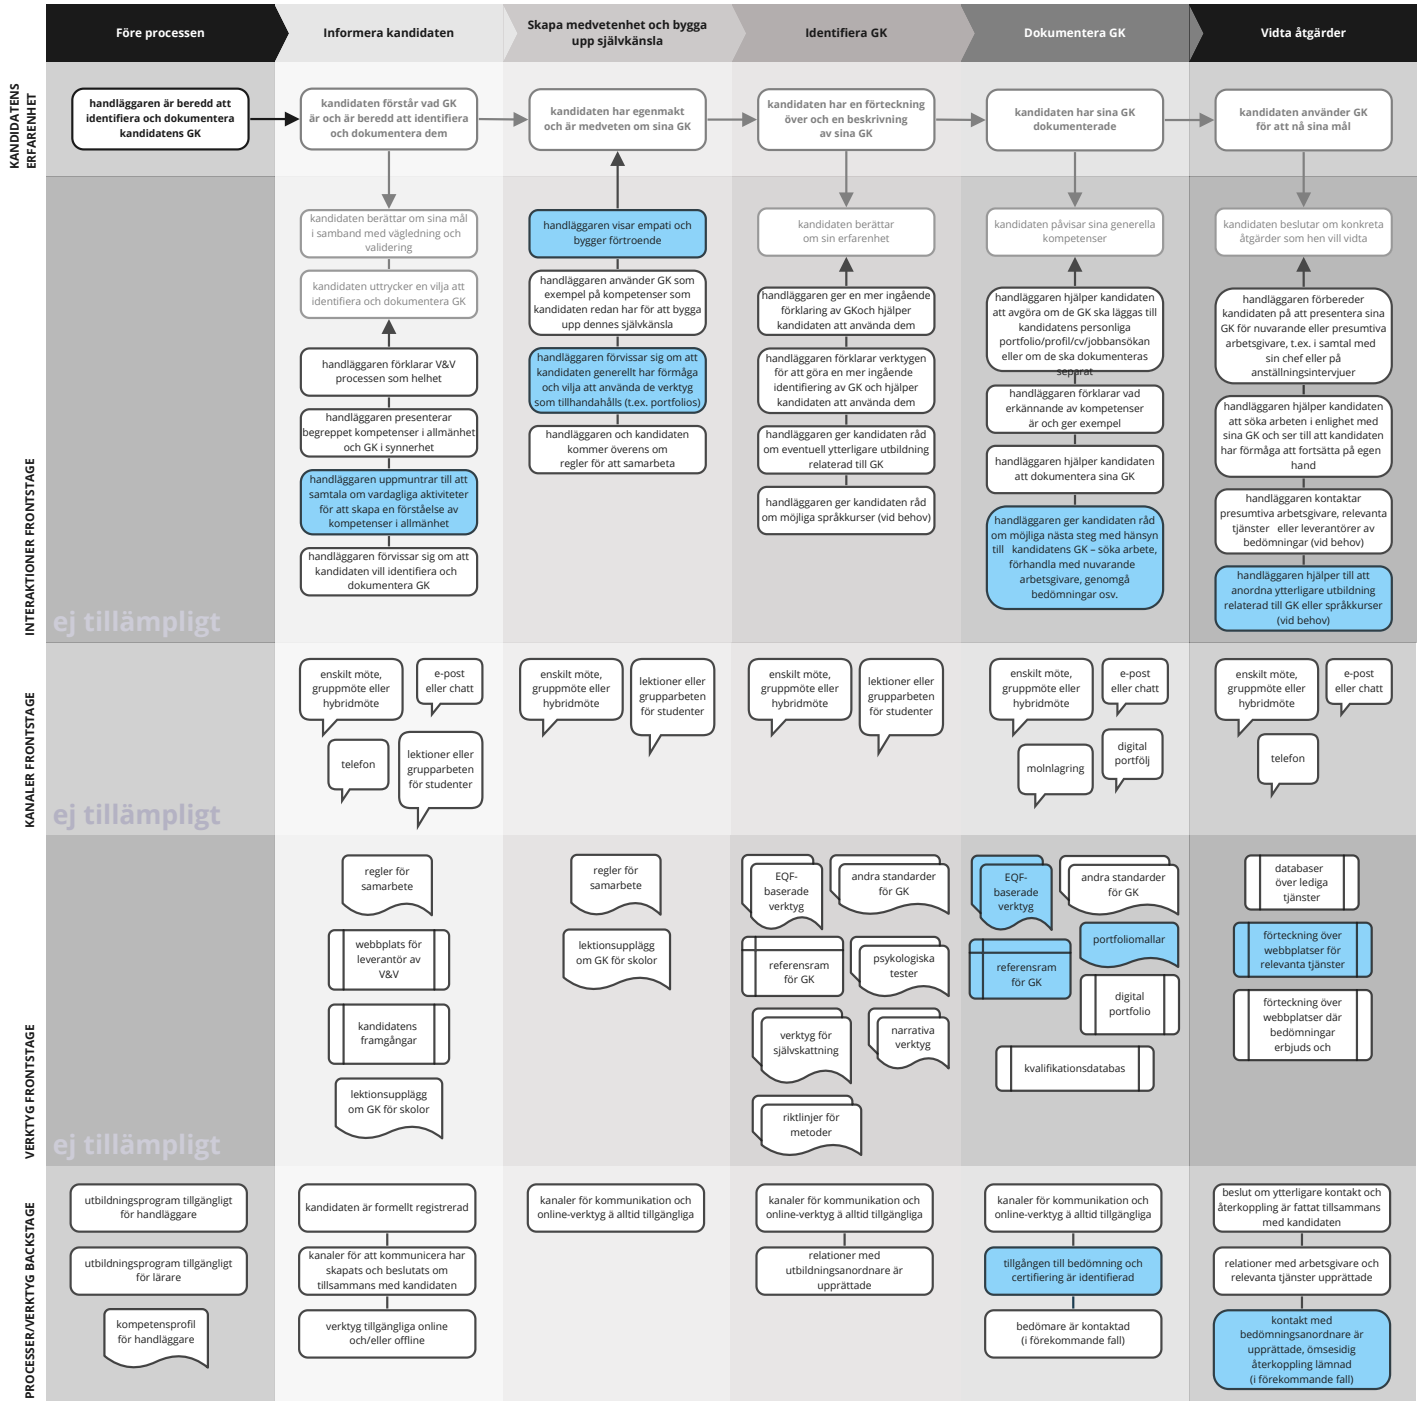 Före processen
Informera kandidaten
Skapa medvetenhet och bygga
upp självkänsla
Identifiera GK
Dokumentera GK
Vidta åtgärder
KANDIDATENS
ERFARENHET
handläggaren är beredd att
identifiera och dokumentera
kandidatens GK
kandidaten förstår vad GK
är och är beredd att identifiera
och dokumentera dem
kandidaten har egenmakt
och är medveten om sina GK
kandidaten har en förteckning
över och en beskrivning
av sina GK
kandidaten har sina GK
dokumenterade
kandidaten använder GK
för att nå sina mål
INTERAKTIONER FRONTSTAGE
ej tillämpligt
kandidaten berättar om sina mål
i samband med vägledning och
validering
kandidaten uttrycker en vilja att
identifiera och dokumentera GK
handläggaren förklarar V&V
processen som helhet
handläggaren presenterar
begreppet kompetenser i allmänhet
och GK i synnerhet
handläggaren uppmuntrar till att
samtala om vardagliga aktiviteter
för att skapa en förståelse av
kompetenser i allmänhet
handläggaren förvissar sig om att
kandidaten vill identifiera och
dokumentera GK
handläggaren visar empati och
bygger förtroende
handläggaren använder GK som
exempel på kompetenser som
kandidaten redan har för att bygga
upp dennes självkänsla
handläggaren förvissar sig om att
kandidaten generellt har förmåga
och vilja att använda de verktyg
som tillhandahålls (t.ex. portfolios)
handläggaren och kandidaten
kommer överens om
regler för att samarbeta
kandidaten berättar
om sin erfarenhet
handläggaren ger en mer ingående
förklaring av GKoch hjälper
kandidaten att använda dem
handläggaren förklarar verktygen
för att göra en mer ingående
identifiering av GK och hjälper
kandidaten att använda dem
handläggaren ger kandidaten råd
om eventuell ytterligare utbildning
relaterad till GK
handläggaren ger kandidaten råd
om möjliga språkkurser (vid behov)
kandidaten påvisar sina generella
kompetenser
handläggaren hjälper kandidaten
att avgöra om de GK ska läggas till
kandidatens personliga
portfolio/profil/cv/jobbansökan
eller om de ska dokumenteras
separat
handläggaren förklarar vad
erkännande av kompetenser
är och ger exempel
handläggaren hjälper kandidaten
att dokumentera sina GK
handläggaren ger kandidaten råd
om möjliga nästa steg med hänsyn
till kandidatens GK – söka arbete,
förhandla med nuvarande
arbetsgivare, genomgå
bedömningar osv.
kandidaten beslutar om konkreta
åtgärder som hen vill vidta
handläggaren förbereder
kandidaten på att presentera sina
GK för nuvarande eller presumtiva
arbetsgivare, t.ex. i samtal med
sin chef eller på
anställningsintervjuer
handläggaren hjälper kandidaten
att söka arbeten i enlighet med
sina GK och ser till att kandidaten
har förmåga att fortsätta på egen
hand
handläggaren kontaktar
presumtiva arbetsgivare, relevanta
tjänster eller leverantörer av
bedömningar (vid behov)
handläggaren hjälper till att
anordna ytterligare utbildning
relaterad till GK eller språkkurser
(vid behov)
KANALER FRONTSTAGE
ej tillämpligt
enskilt möte,
gruppmöte eller
hybridmöte
e-post
eller chatt
telefon
lektioner eller
grupparbeten
för studenter
enskilt möte,
gruppmöte eller
hybridmöte
lektioner eller
grupparbeten
för studenter
enskilt möte,
gruppmöte eller
hybridmöte
lektioner eller
grupparbeten
för studenter
enskilt möte,
gruppmöte eller
hybridmöte
e-post
eller chatt
molnlagring
digital
portfölj
enskilt möte,
gruppmöte eller
hybridmöte
e-post
eller chatt
telefon
VERKTYG FRONTSTAGE
ej tillämpligt
regler för
samarbete
webbplats för
leverantör av
V&V
kandidatens
framgångar
lektionsupplägg
om GK för skolor
regler för
samarbete
lektionsupplägg
om GK för skolor
EQF-
baserade
verktyg
andra standarder
för GK
referensram
för GK
psykologiska
tester
verktyg för
självskattning
narrativa
verktyg
riktlinjer för
metoder
EQF-
baserade
verktyg
andra standarder
för GK
portfoliomallar
referensram
för GK
digital
portfolio
kvalifikationsdatabas
databaser
över lediga
tjänster
förteckning över
webbplatser för
relevanta tjänster
förteckning över
webbplatser där
bedömningar
erbjuds och
PROCESSER/VERKTYG BACKSTAGE
utbildningsprogram tillgängligt
för handläggare
utbildningsprogram tillgängligt
för lärare
kompetensprofil
för handläggare
kandidaten är formellt registrerad
kanaler för att kommunicera har
skapats och beslutats om
tillsammans med kandidaten
verktyg tillgängliga online
och/eller offline
kanaler för kommunikation och
online-verktyg ä alltid tillgängliga
kanaler för kommunikation och
online-verktyg ä alltid tillgängliga
relationer med
utbildningsanordnare är
upprättade
kanaler för kommunikation och
online-verktyg ä alltid tillgängliga
tillgången till bedömning och
certifiering är identifierad
bedömare är kontaktad
(i förekommande fall)
beslut om ytterligare kontakt och
återkoppling är fattat tillsammans
med kandidaten
relationer med arbetsgivare och
relevanta tjänster upprättade
kontakt med
bedömningsanordnare är
upprättade, ömsesidig
återkoppling lämnad
(i förekommande fall)